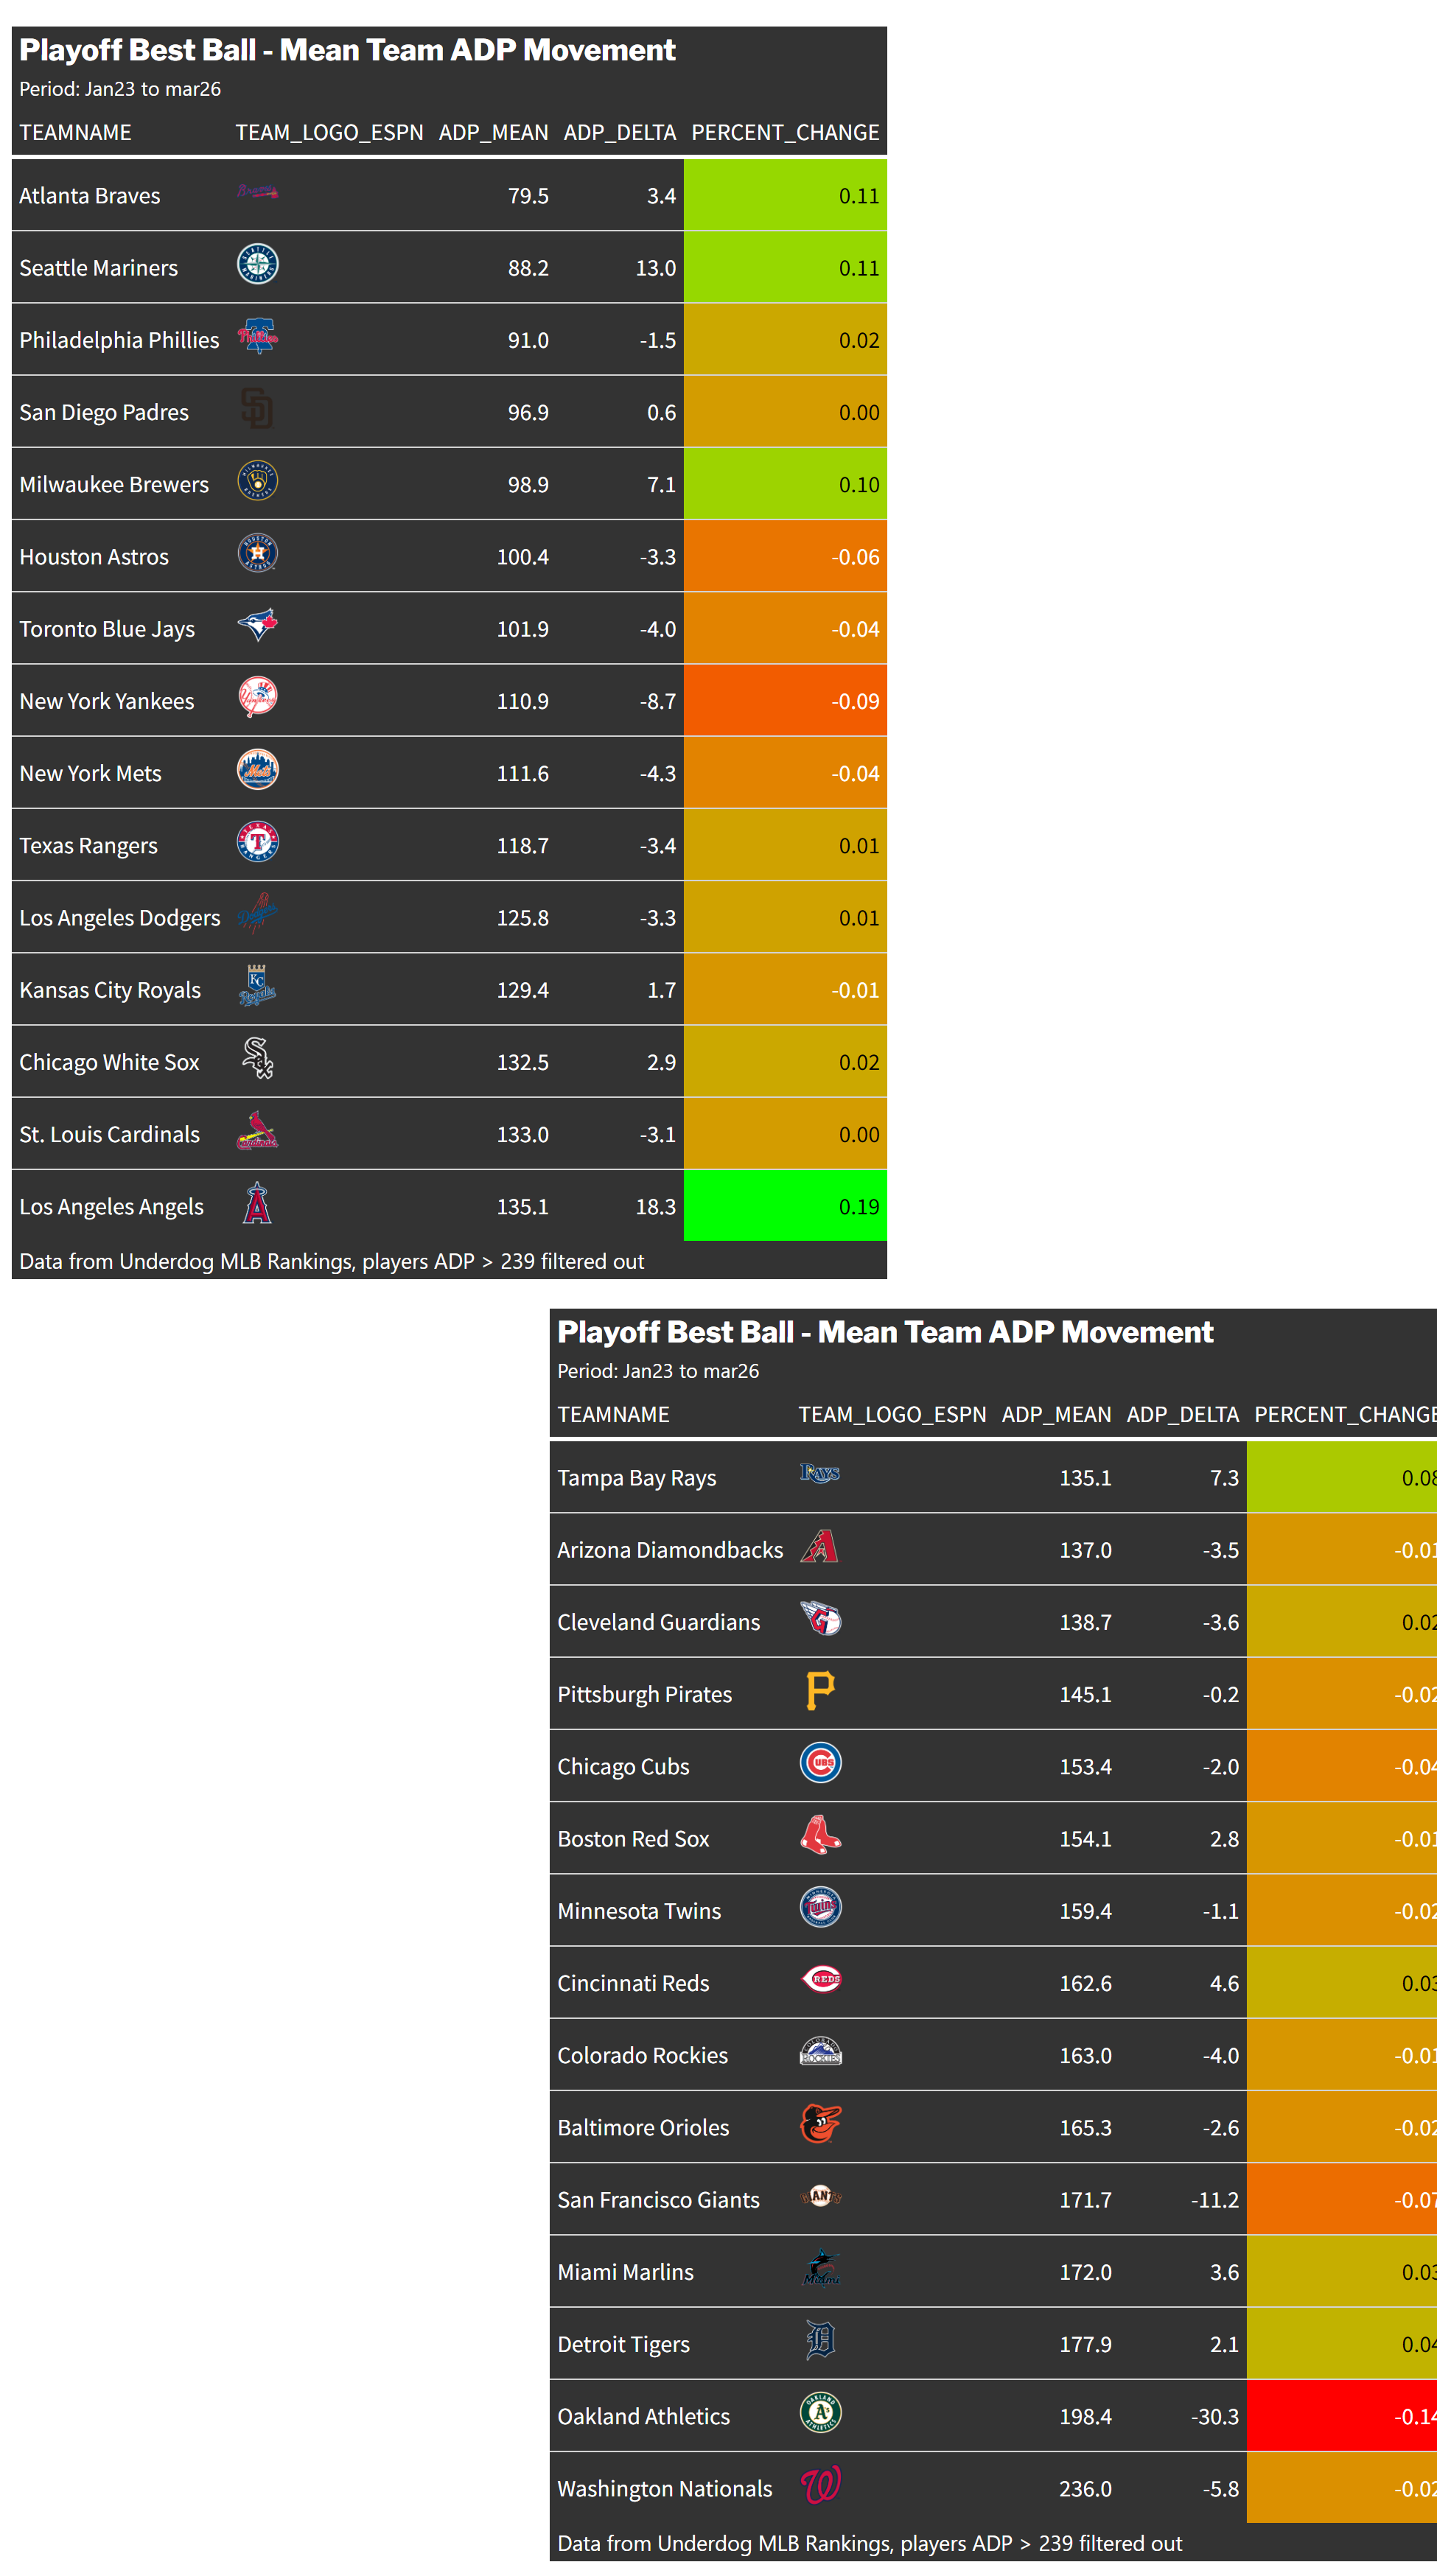 Playoff Best Ball - Mean Team ADP Movement
Period: Jan23 to mar26
TEAMNAME TEAM_LOGO_ESPN ADP_MEAN ADP_DELTA PERCENT_CHANGE
Atlanta Braves 79.5 3.4 0.11
Seattle Mariners 88.2 13.0 0.11
Philadelphia Phillies 91.0 -1.5 0.02
San Diego Padres 96.9 0.6 0.00
Milwaukee Brewers 98.9 7.1 0.10
Houston Astros 100.4 -3.3 -0.06
Toronto Blue Jays 101.9 -4.0 -0.04
New York Yankees 110.9 -8.7 -0.09
New York Mets 111.6 -4.3 -0.04
Texas Rangers 118.7 -3.4 0.01
Los Angeles Dodgers 125.8 -3.3 0.01
Kansas City Royals 129.4 1.7 -0.01
Chicago White Sox 132.5 2.9 0.02
St. Louis Cardinals 133.0 -3.1 0.00
Los Angeles Angels 135.1 18.3 0.19
Data from Underdog MLB Rankings, players ADP > 239 filtered out
Playoff Best Ball - Mean Team ADP Movement
Period: Jan23 to mar26
TEAMNAME TEAM_LOGO_ESPN ADP_MEAN ADP_DELTA PERCENT_CHANGE
Tampa Bay Rays 135.1 7.3 0.08
Arizona Diamondbacks 137.0 -3.5 -0.01
Cleveland Guardians 138.7 -3.6 0.02
Pittsburgh Pirates 145.1 -0.2 -0.02
Chicago Cubs 153.4 -2.0 -0.04
Boston Red Sox 154.1 2.8 -0.01
Minnesota Twins 159.4 -1.1 -0.02
Cincinnati Reds 162.6 4.6 0.03
Colorado Rockies 163.0 -4.0 -0.01
Baltimore Orioles 165.3 -2.6 -0.02
San Francisco Giants 171.7 -11.2 -0.07
Miami Marlins 172.0 3.6 0.03
Detroit Tigers 177.9 2.1 0.04
Oakland Athletics 198.4 -30.3 -0.14
Washington Nationals 236.0 -5.8 -0.02
Data from Underdog MLB Rankings, players ADP > 239 filtered out